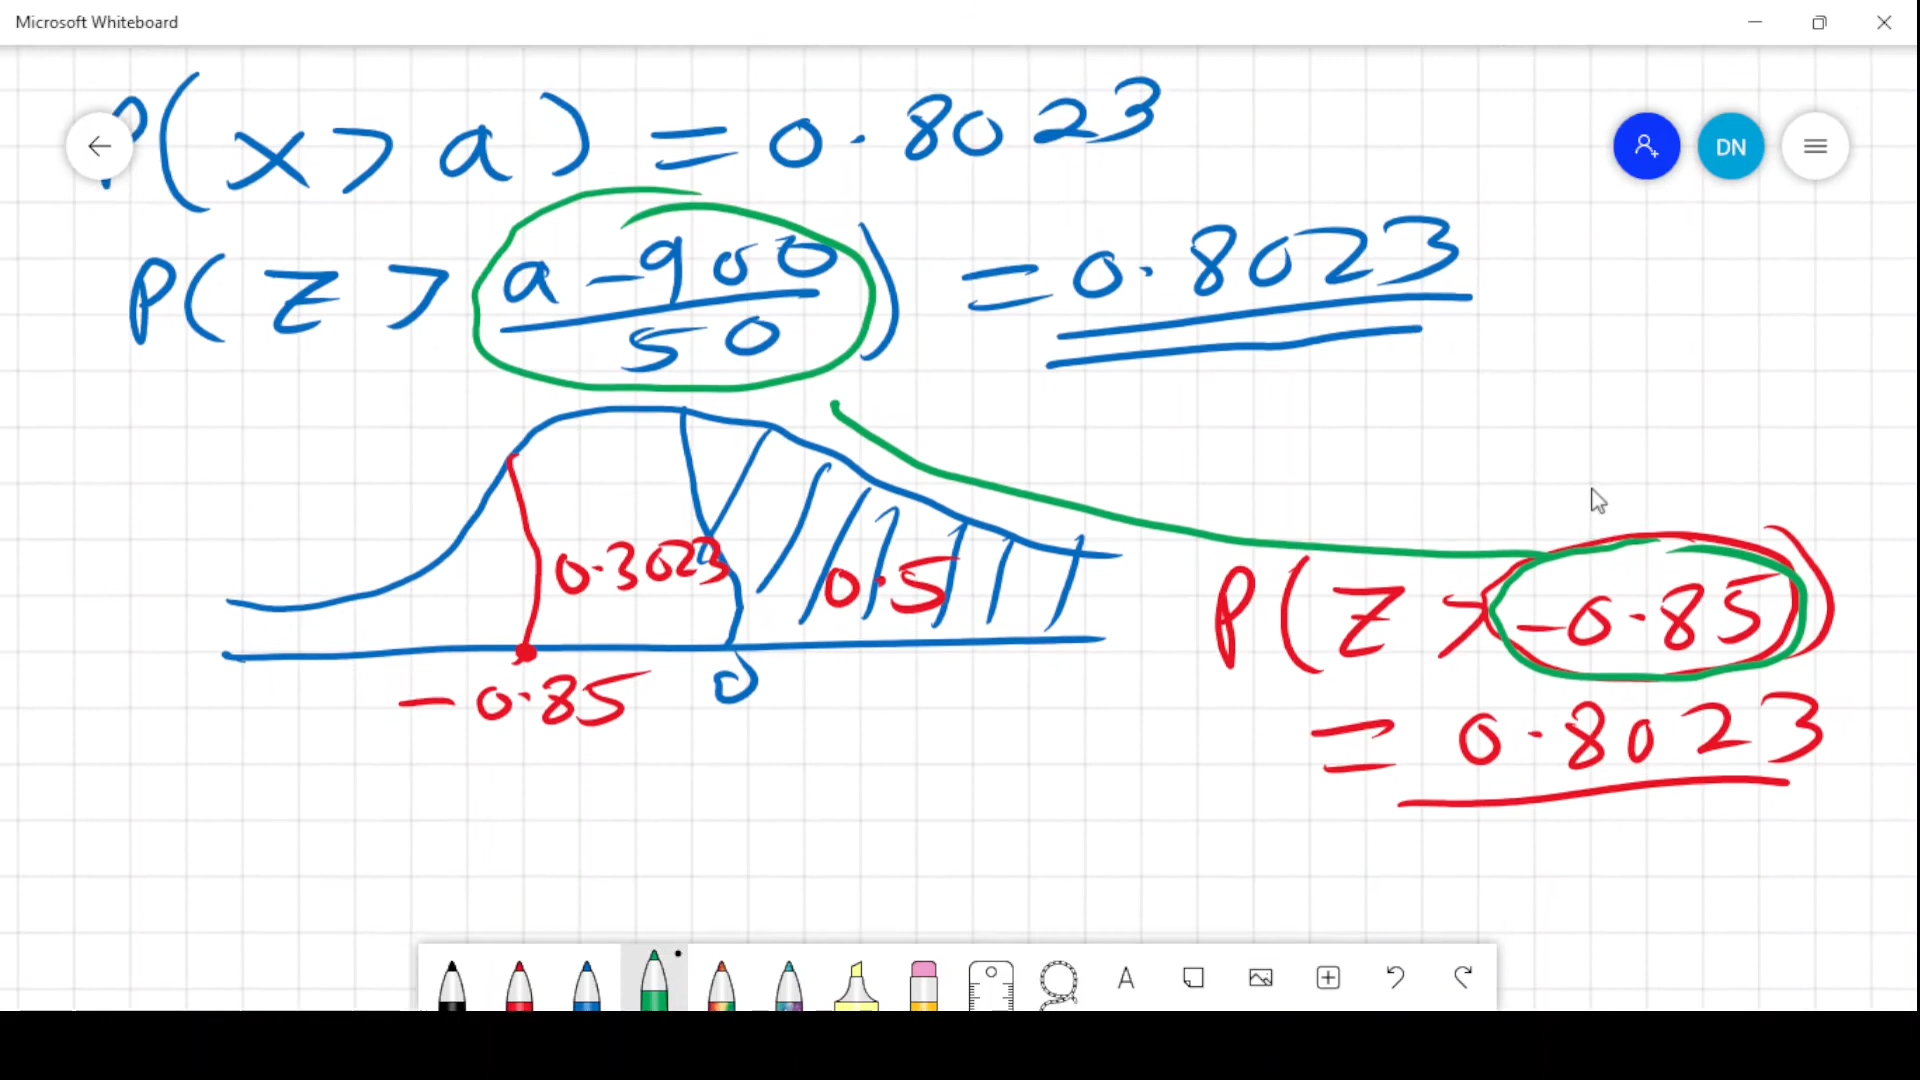 Microsoft Whiteboard
P(x>a) = 0.8023
DN
P(Z > (a-900)/50) = 0.8023
0.3023
0.5
P(Z > -0.85)
= 0.8023
-0.85
0
A